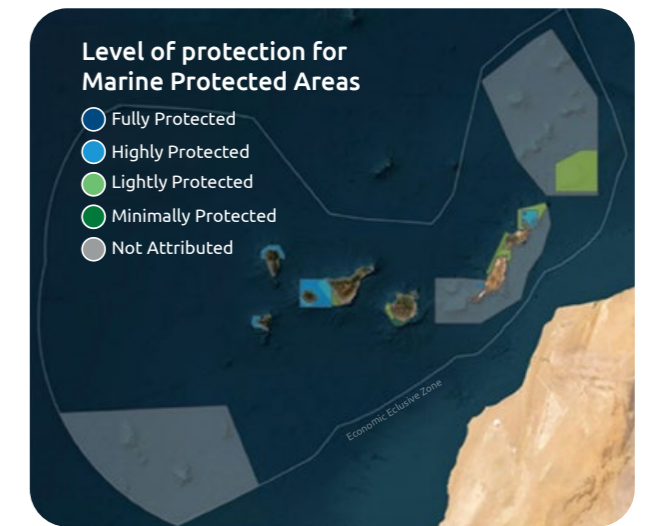 Level of protection for
Marine Protected Areas
Fully Protected
Highly Protected
Lightly Protected
Minimally Protected
Not Attributed
Economic Eclusive Zone